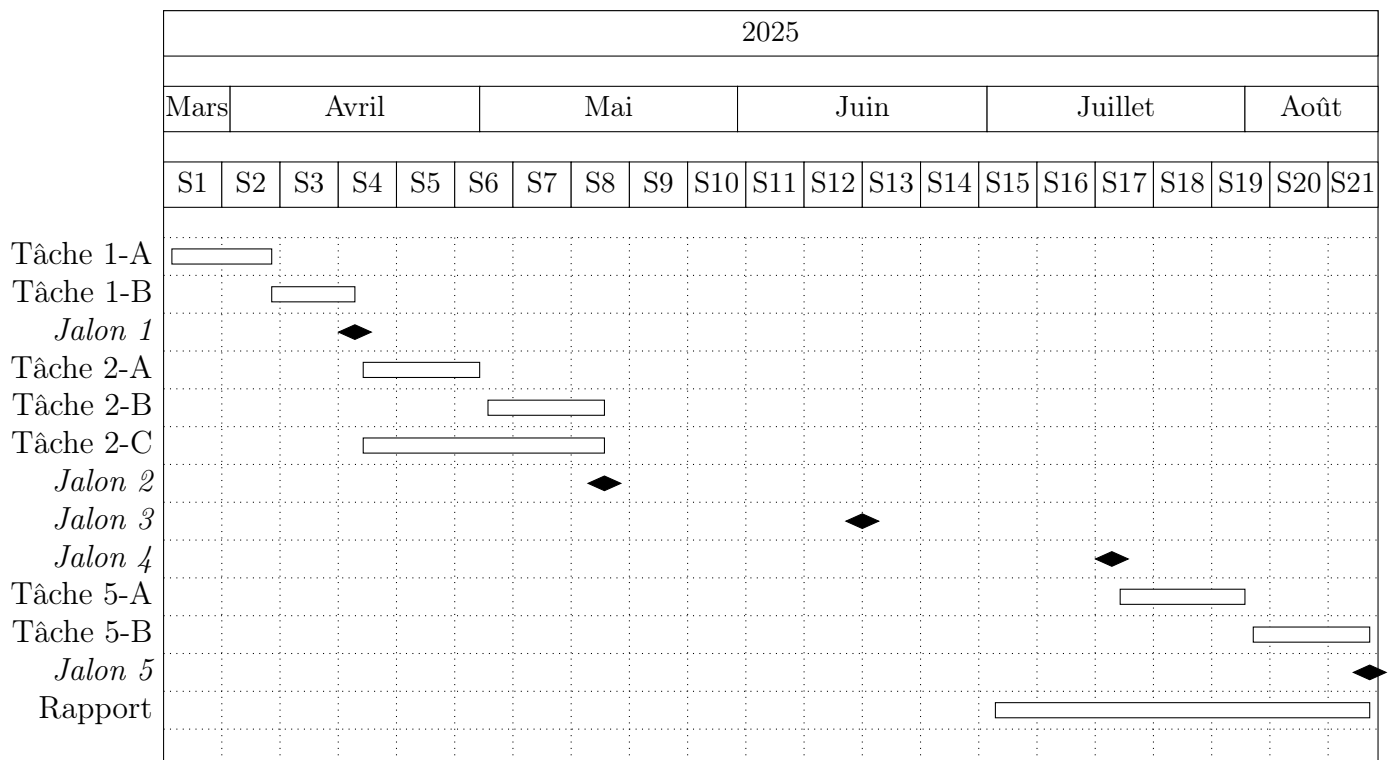 2025
Mars Avril Mai Juin Juillet Août
S1 S2 S3 S4 S5 S6 S7 S8 S9 S10 S11 S12 S13 S14 S15 S16 S17 S18 S19 S20 S21
Tâche 1-A
Tâche 1-B
Jalon 1
Tâche 2-A
Tâche 2-B
Tâche 2-C
Jalon 2
Jalon 3
Jalon 4
Tâche 5-A
Tâche 5-B
Jalon 5
Rapport